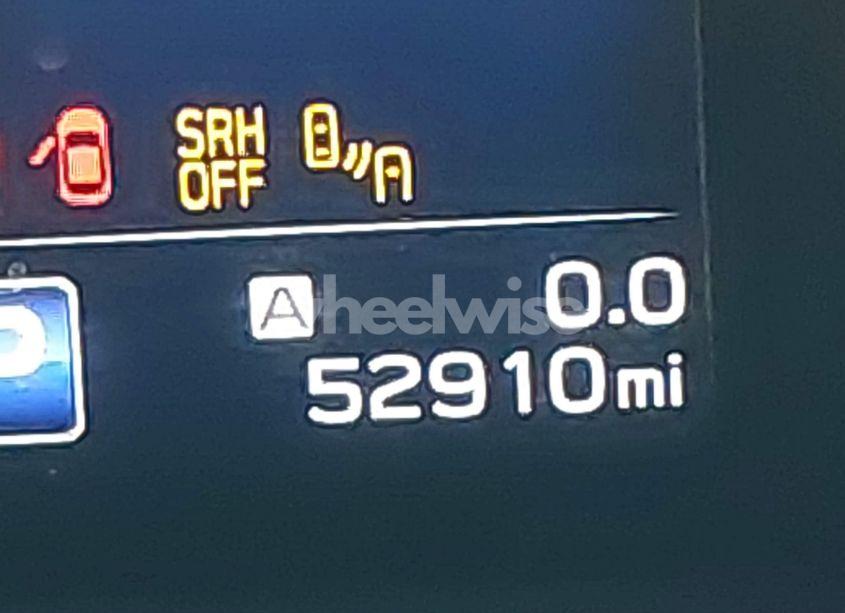 SRH
OFF
A 0.0
wheelwise
52910mi